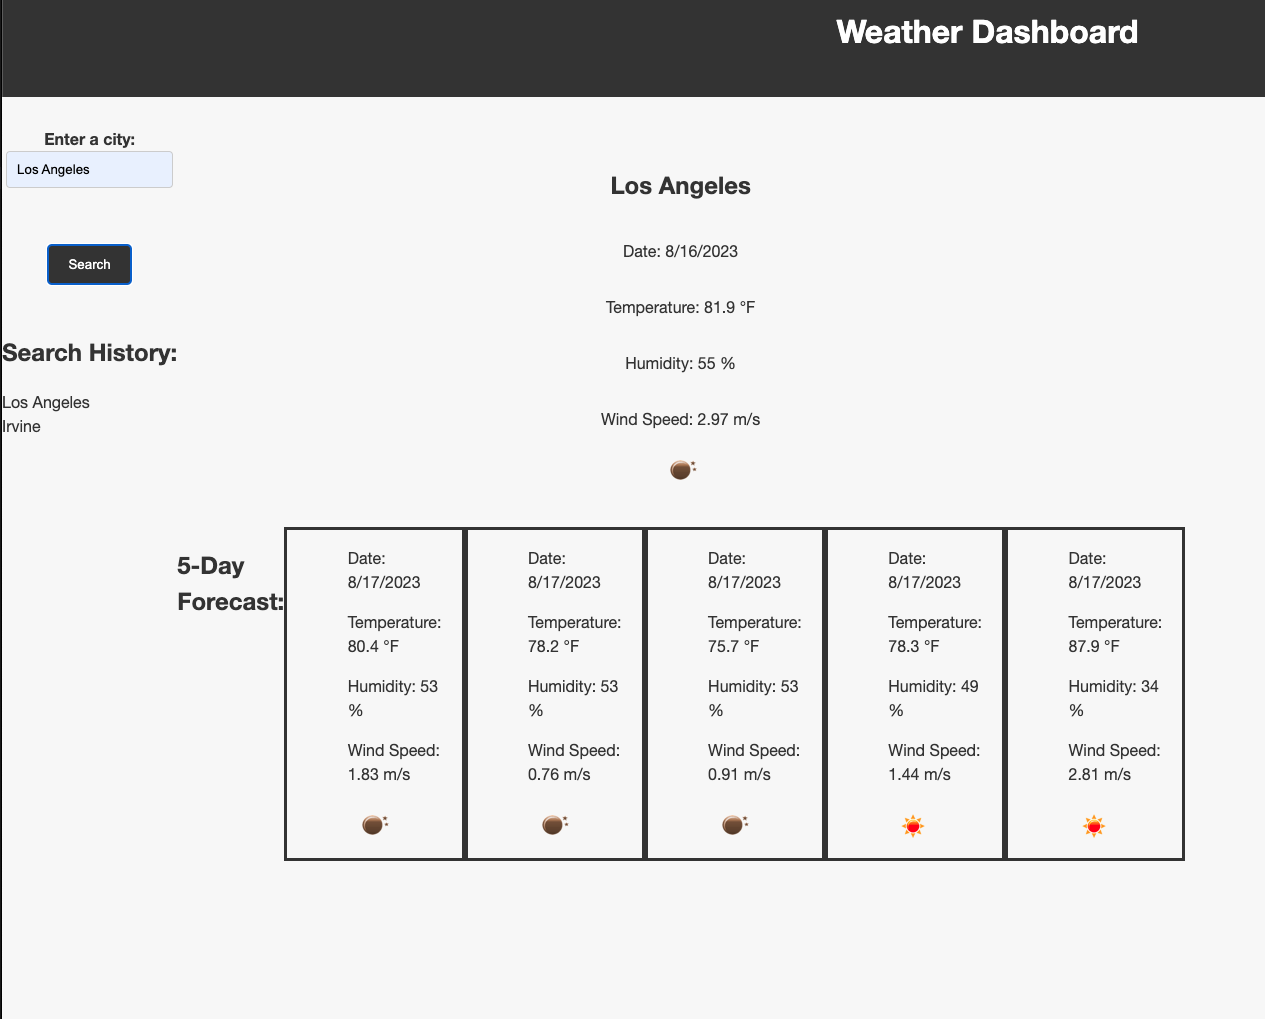 Weather Dashboard
Enter a city:
Los Angeles
Search
Search History:
Los Angeles
Irvine
Los Angeles
Date: 8/16/2023
Temperature: 81.9 °F
Humidity: 55 %
Wind Speed: 2.97 m/s
5-Day
Forecast:
Date:
8/17/2023
Temperature:
80.4 °F
Humidity: 53
%
Wind Speed:
1.83 m/s
Date:
8/17/2023
Temperature:
78.2 °F
Humidity: 53
%
Wind Speed:
0.76 m/s
Date:
8/17/2023
Temperature:
75.7 °F
Humidity: 53
%
Wind Speed:
0.91 m/s
Date:
8/17/2023
Temperature:
78.3 °F
Humidity: 49
%
Wind Speed:
1.44 m/s
Date:
8/17/2023
Temperature:
87.9 °F
Humidity: 34
%
Wind Speed:
2.81 m/s